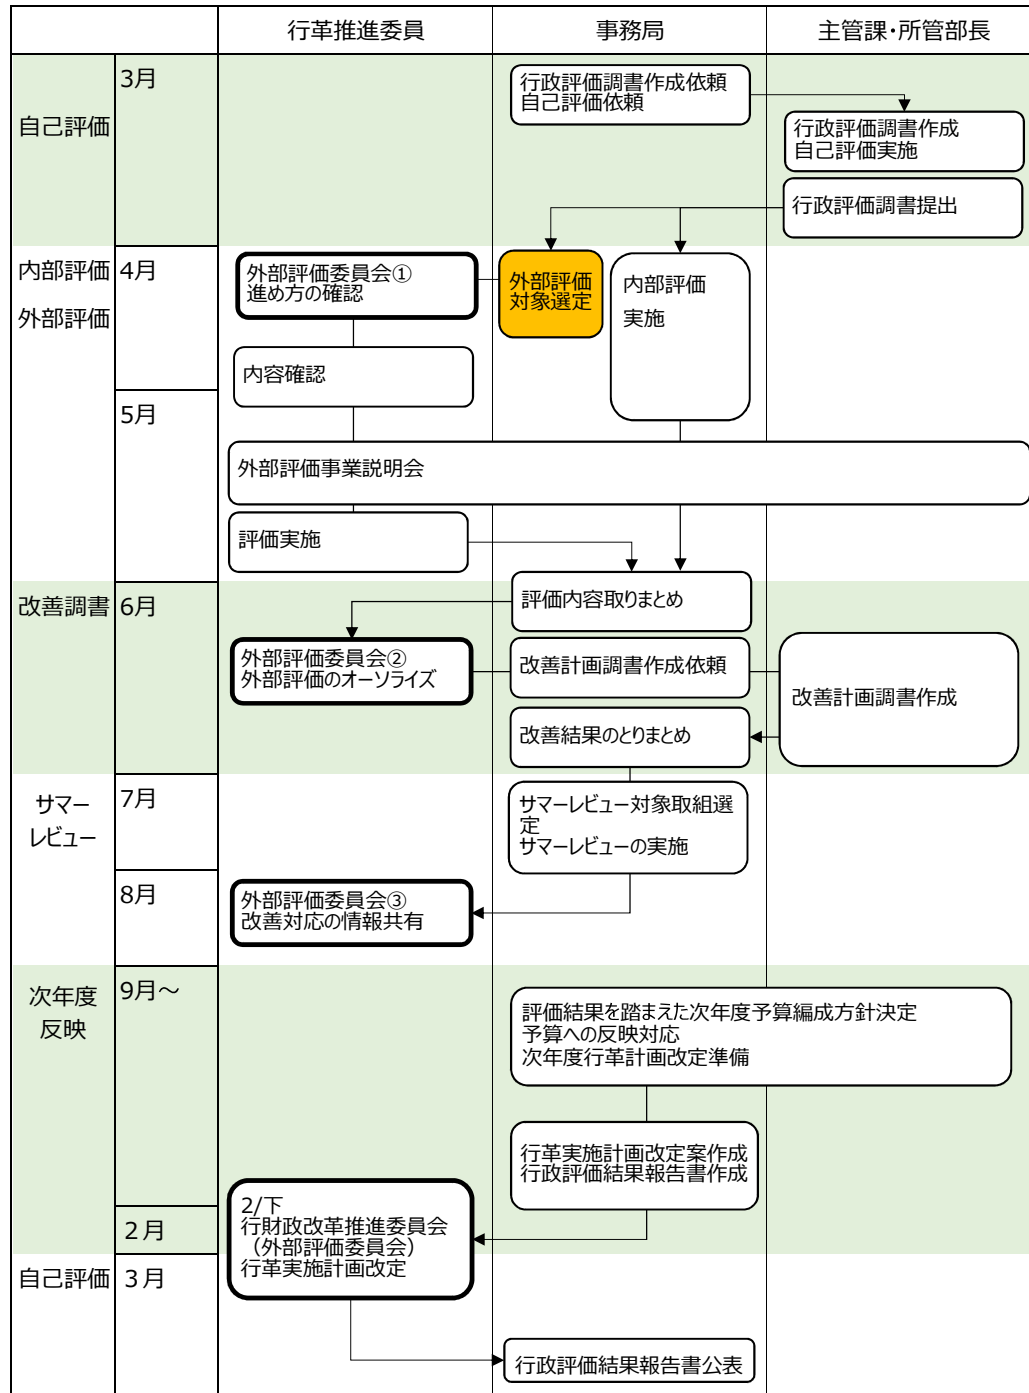 行革推進委員
事務局
主管課・所管部長
自己評価
3月
行政評価調書作成依頼
自己評価依頼
行政評価調書作成
自己評価実施
行政評価調書提出
内部評価
外部評価
4月
外部評価委員会①
進め方の確認
外部評価
対象選定
内部評価
実施
内容確認
5月
外部評価事業説明会
評価実施
改善調書
6月
評価内容取りまとめ
外部評価委員会②
外部評価のオーソライズ
改善計画調書作成依頼
改善計画調書作成
改善結果のとりまとめ
サマー
レビュー
7月
サマーレビュー対象取組選
定
サマーレビューの実施
8月
外部評価委員会③
改善対応の情報共有
次年度
反映
9月～
評価結果を踏まえた次年度予算編成方針決定
予算への反映対応
次年度行革計画改定準備
行革実施計画改定案作成
行政評価結果報告書作成
2月
2/下
行財政改革推進委員会
（外部評価委員会）
行革実施計画改定
自己評価
3月
行政評価結果報告書公表